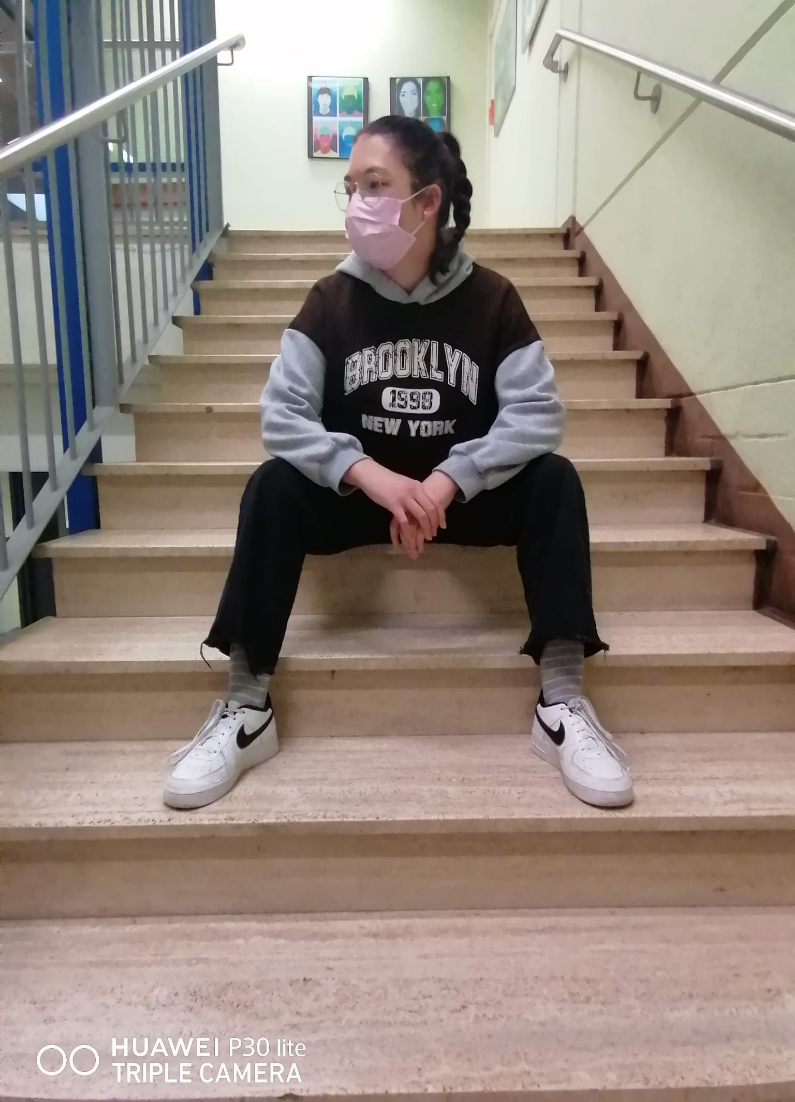 BROOKLYN
1998
NEW YORK
HUAWEI P30 lite
TRIPLE CAMERA